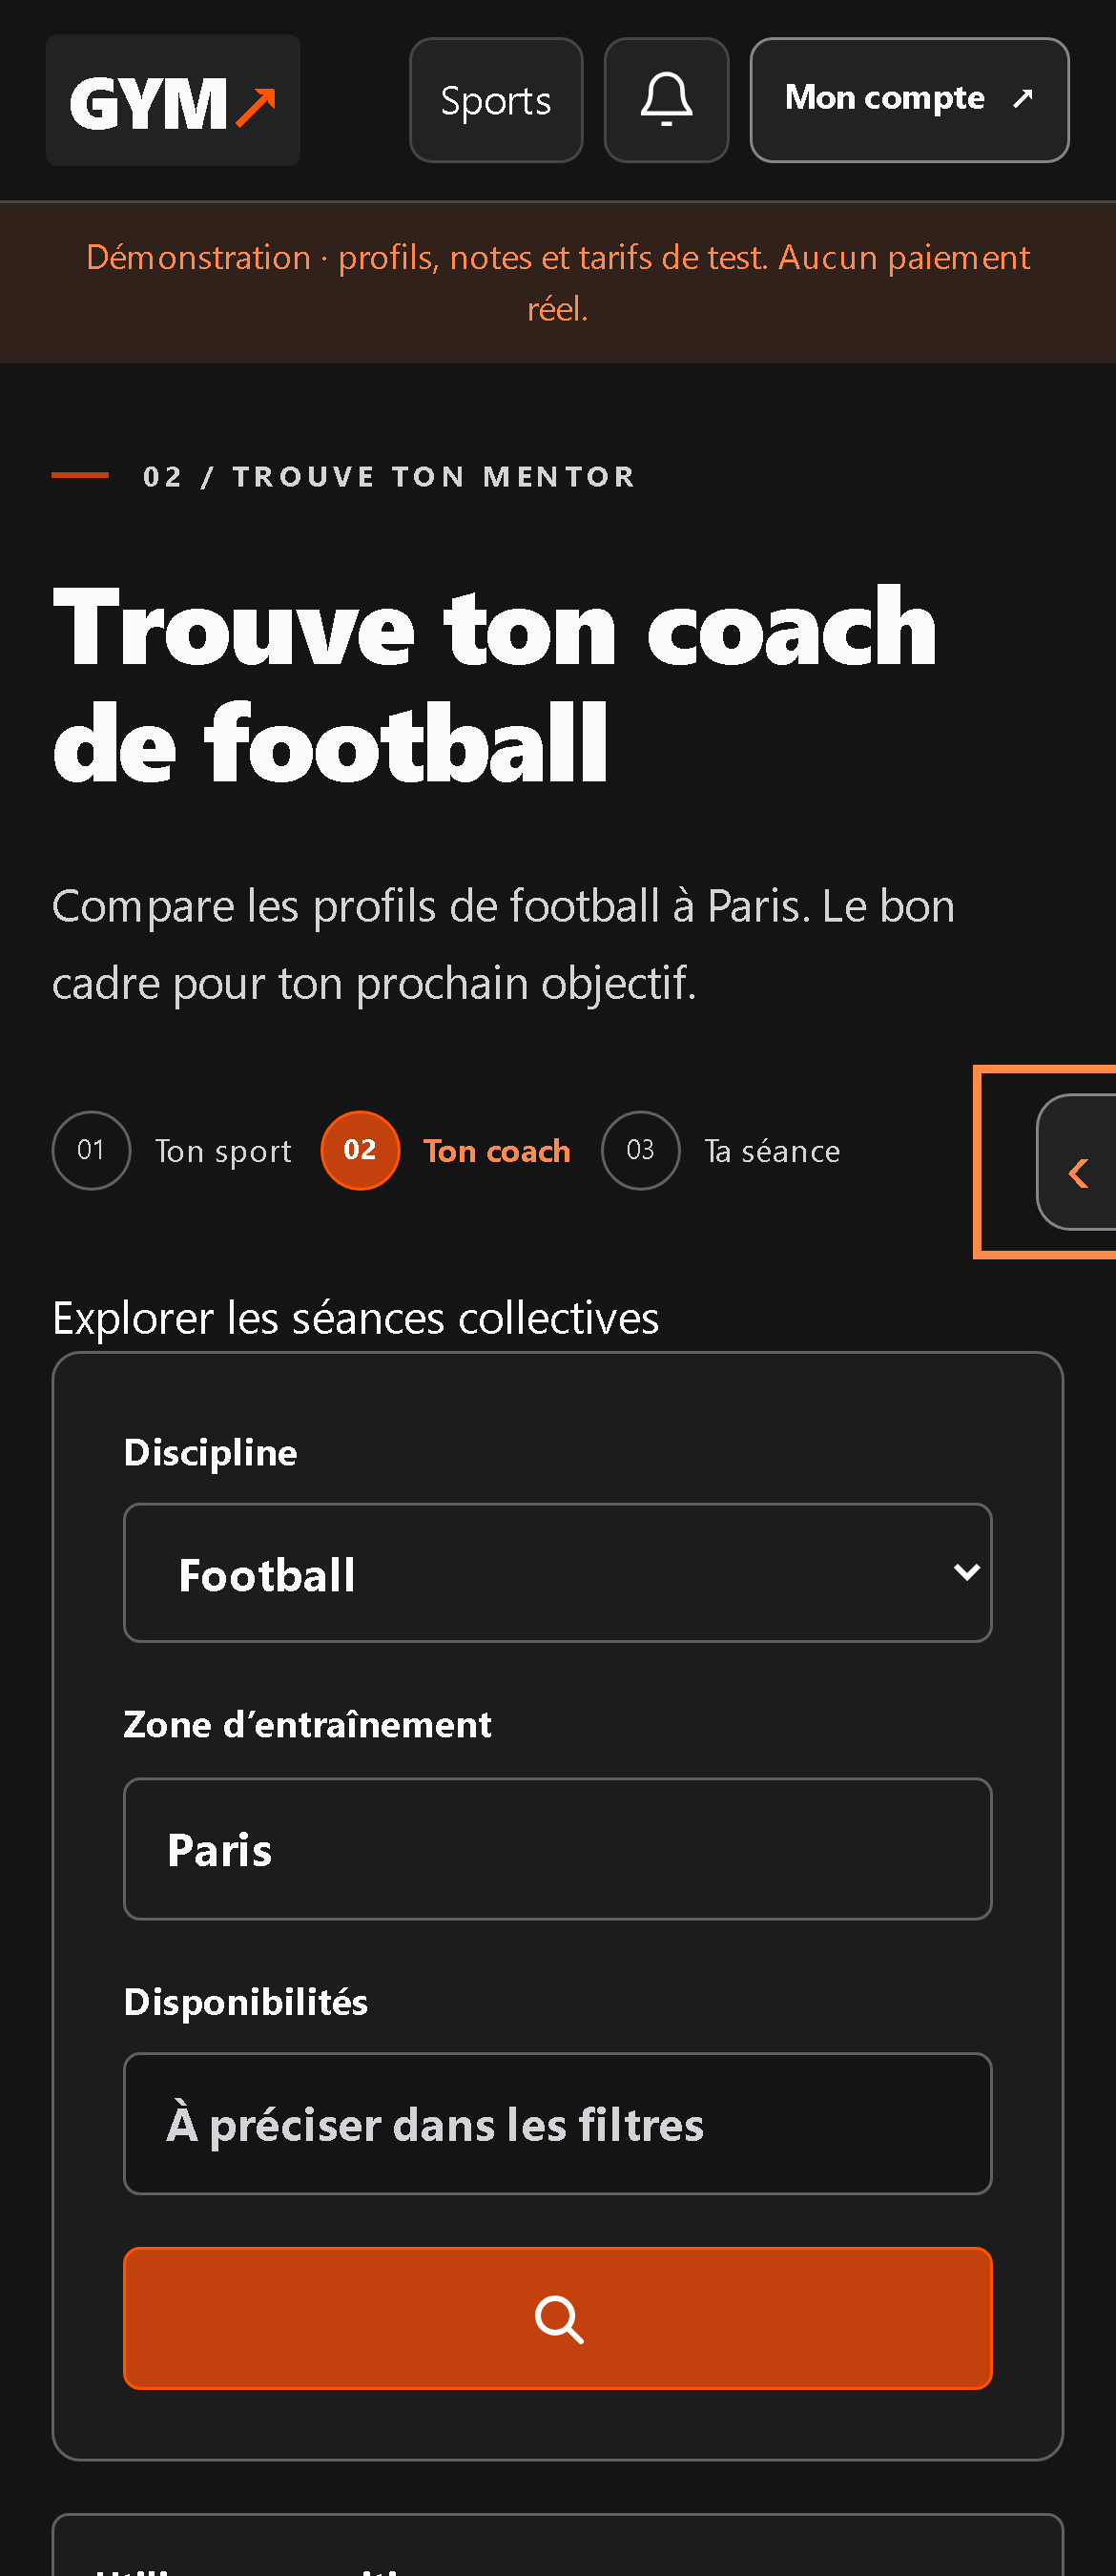 GYM↗
Sports
Mon compte ↗
Démonstration · profils, notes et tarifs de test. Aucun paiement
réel.
02 / TROUVE TON MENTOR
Trouve ton coach
de football
Compare les profils de football à Paris. Le bon
cadre pour ton prochain objectif.
01 Ton sport 02 Ton coach 03 Ta séance
Explorer les séances collectives
Discipline
Football
Zone d’entraînement
Paris
Disponibilités
À préciser dans les filtres